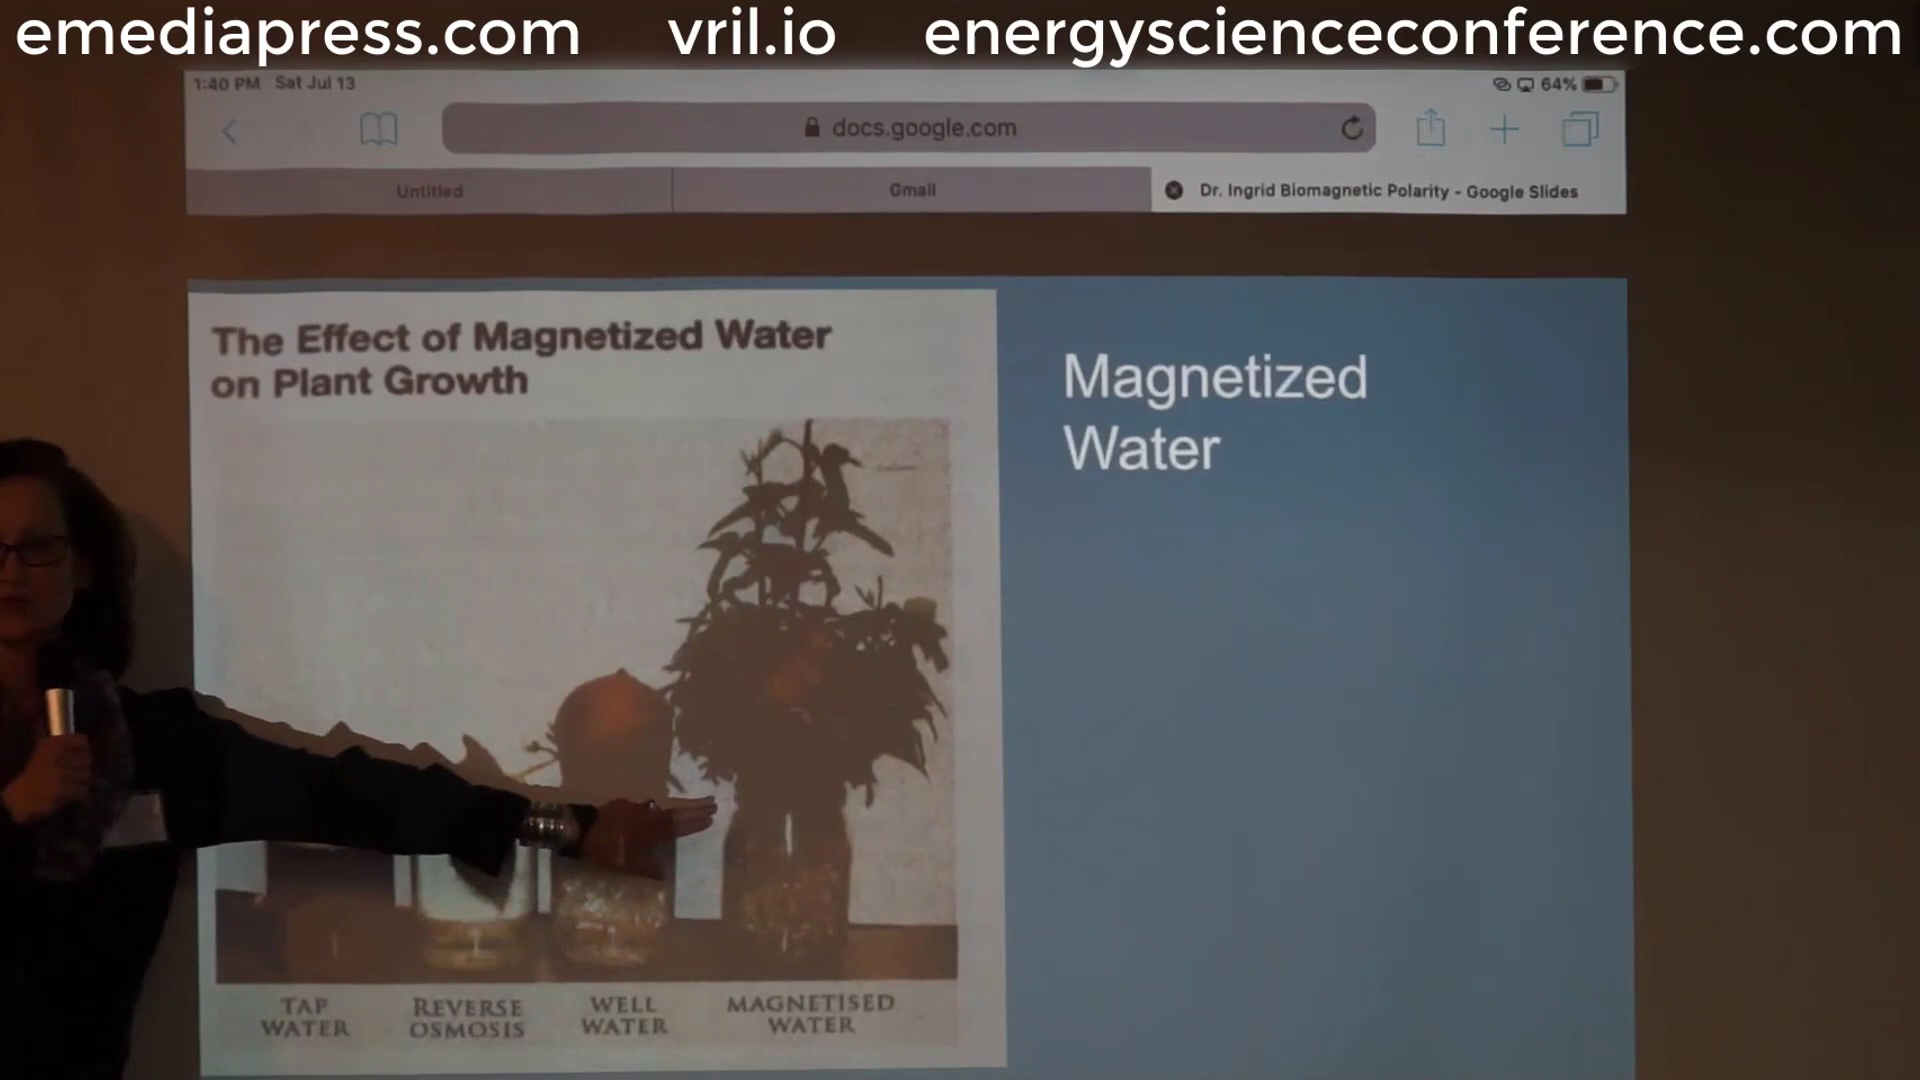 emediapress.com vril.io energyscienceconference.com
1:40 PM Sat Jul 13 64%
docs.google.com
Untitled Gmail Dr. Ingrid Biomagnetic Polarity - Google Slides
The Effect of Magnetized Water
on Plant Growth
Magnetized
Water
TAP
WATER
REVERSE
OSMOSIS
WELL
WATER
MAGNETISED
WATER